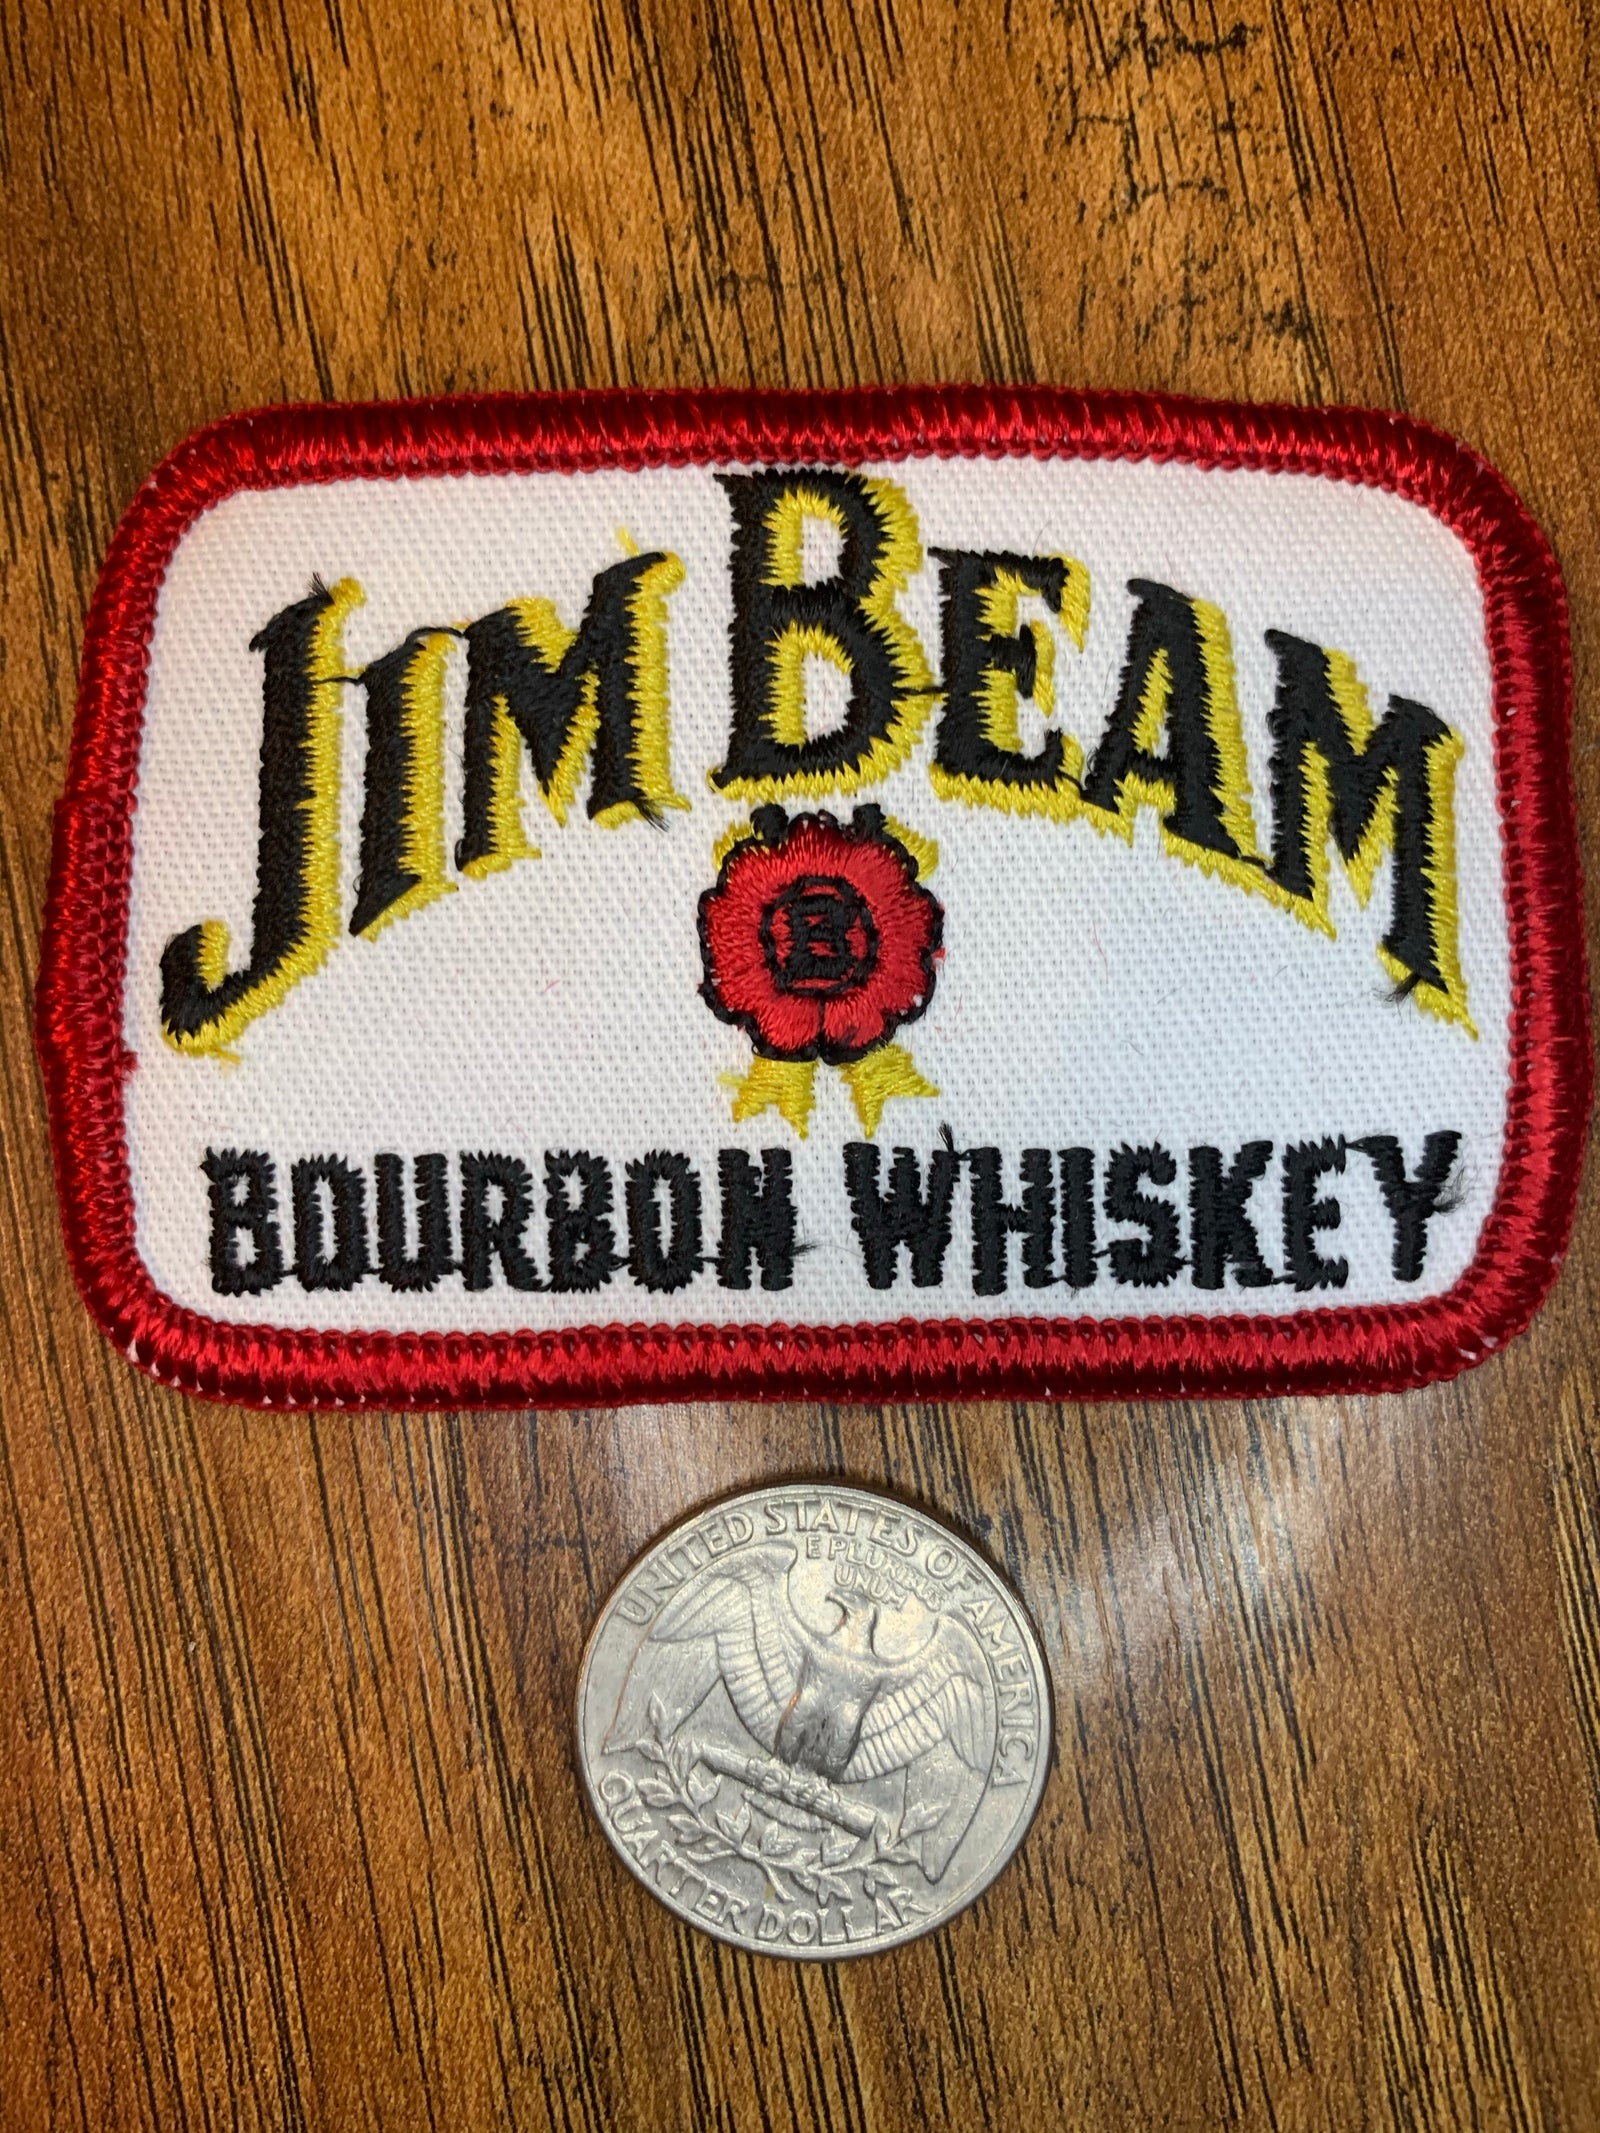 JIM BEAM
B
BOURBON WHISKEY
UNITED STATES OF AMERICA
E PLURIBUS
UNUM
QUARTER DOLLAR